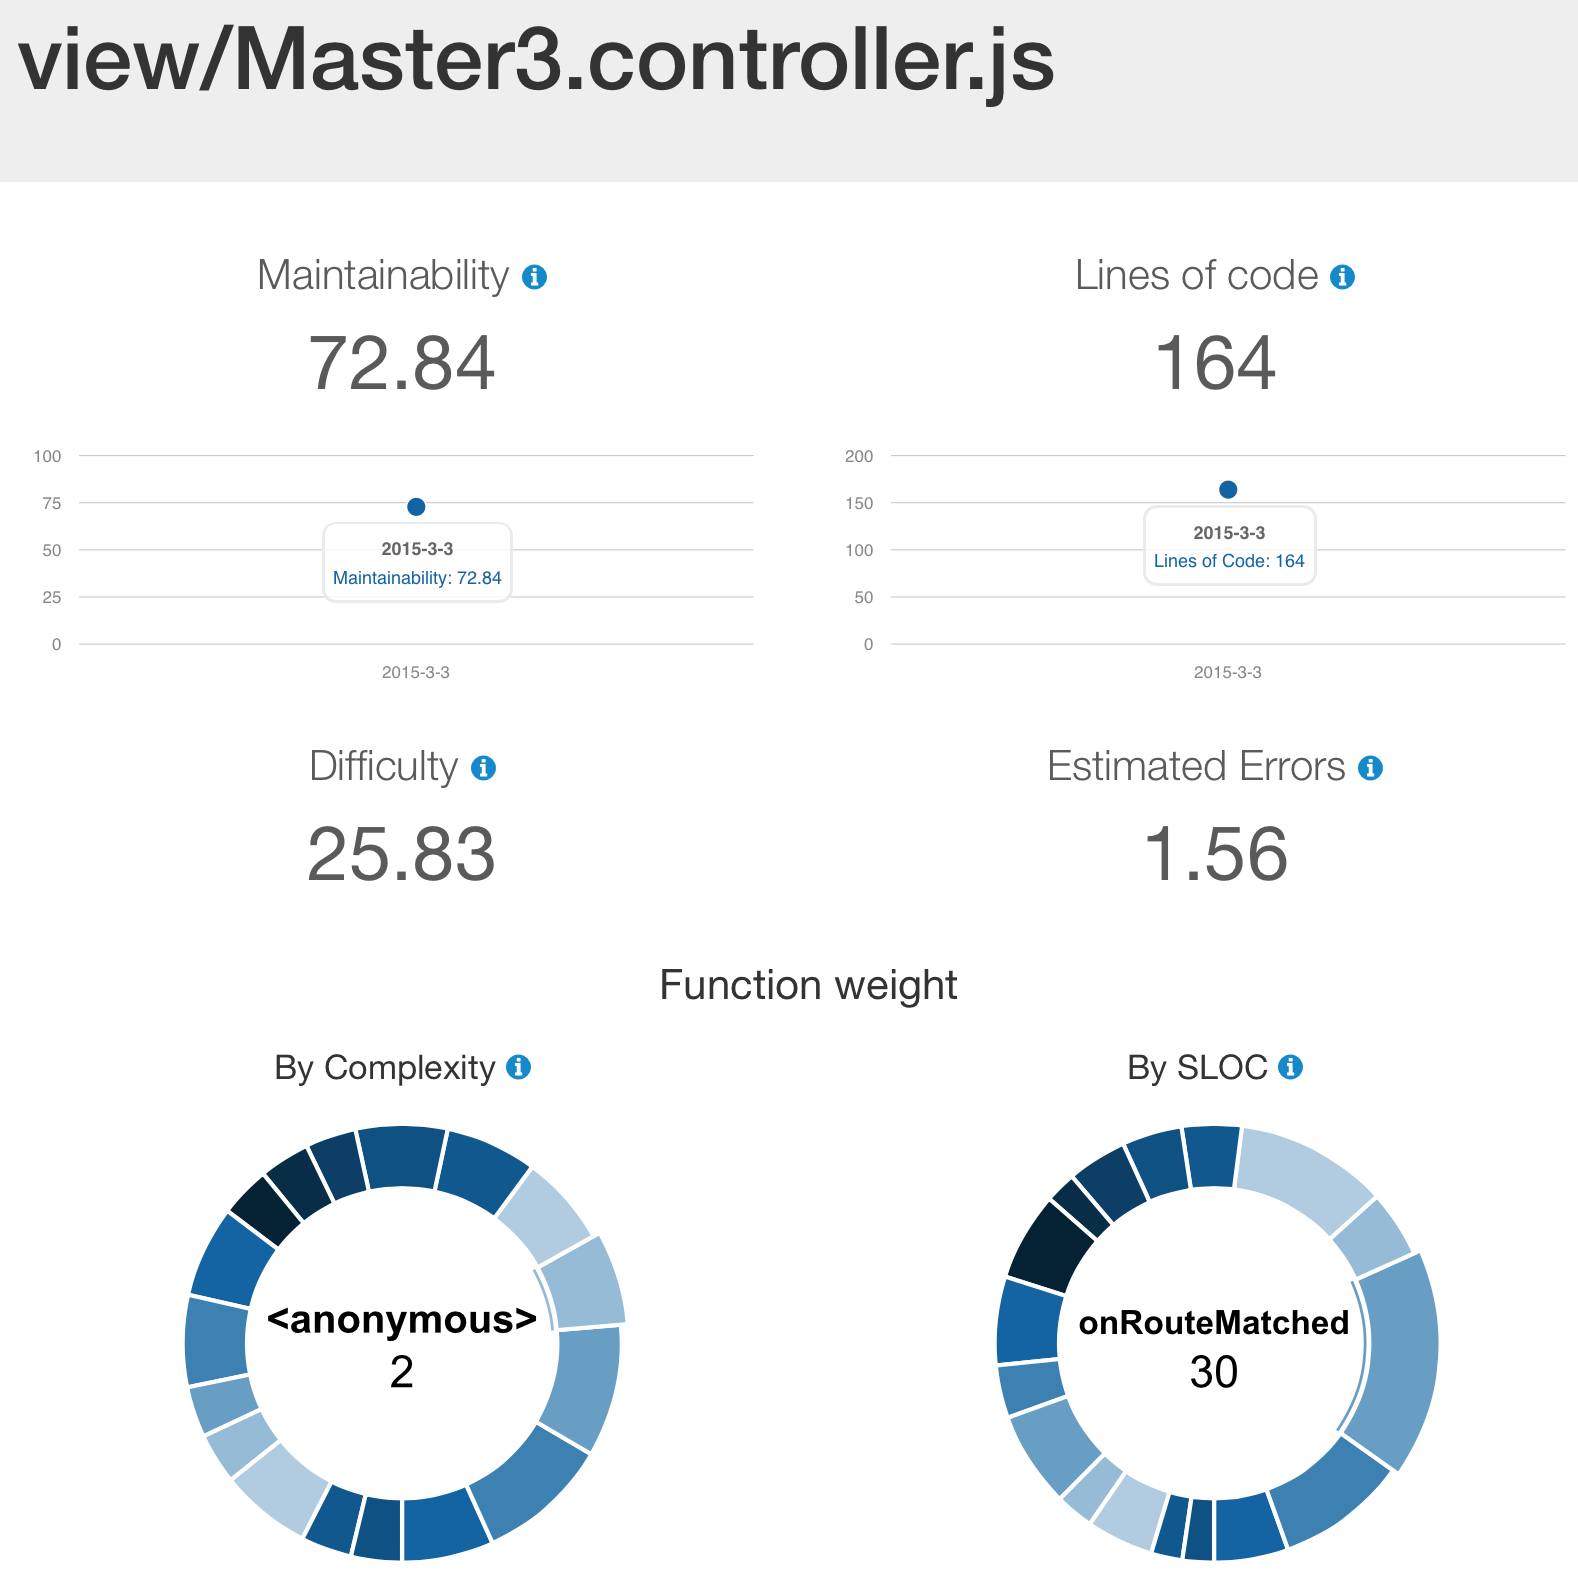 view/Master3.controller.js
Maintainability
72.84
100
75
50
25
0
2015-3-3
Maintainability: 72.84
2015-3-3
Lines of code
164
200
150
100
50
0
2015-3-3
Lines of Code: 164
2015-3-3
Difficulty
25.83
Estimated Errors
1.56
Function weight
By Complexity
<anonymous>
2
By SLOC
onRouteMatched
30